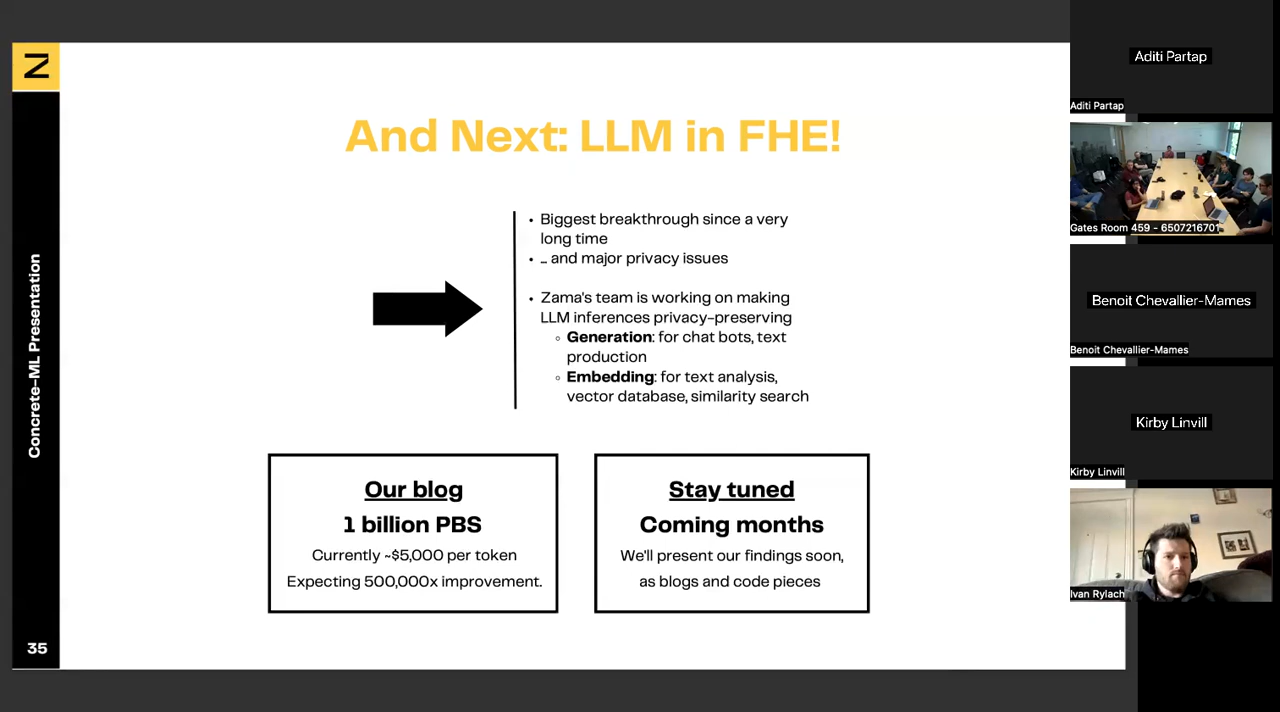 Z
Concrete-ML Presentation
35
And Next: LLM in FHE!
• Biggest breakthrough since a very
long time
• … and major privacy issues
• Zama's team is working on making
LLM inferences privacy-preserving
◦ Generation: for chat bots, text
production
◦ Embedding: for text analysis,
vector database, similarity search
Our blog
1 billion PBS
Currently ~$5,000 per token
Expecting 500,000x improvement.
Stay tuned
Coming months
We'll present our findings soon,
as blogs and code pieces
Aditi Partap
Aditi Partap
Gates Room 459 - 6507216701
Benoit Chevallier-Mames
Benoit Chevallier-Mames
Kirby Linvill
Kirby Linvill
Ivan Rylach